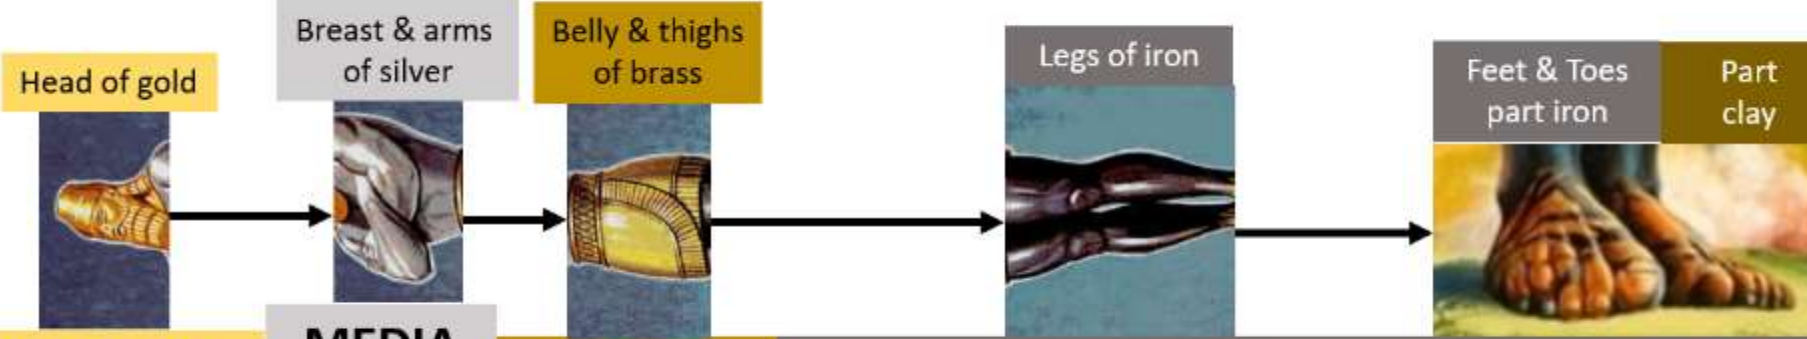 Head of gold
Breast & arms
of silver
Belly & thighs
of brass
Legs of iron
Feet & Toes
part iron
Part
clay
MEDIA